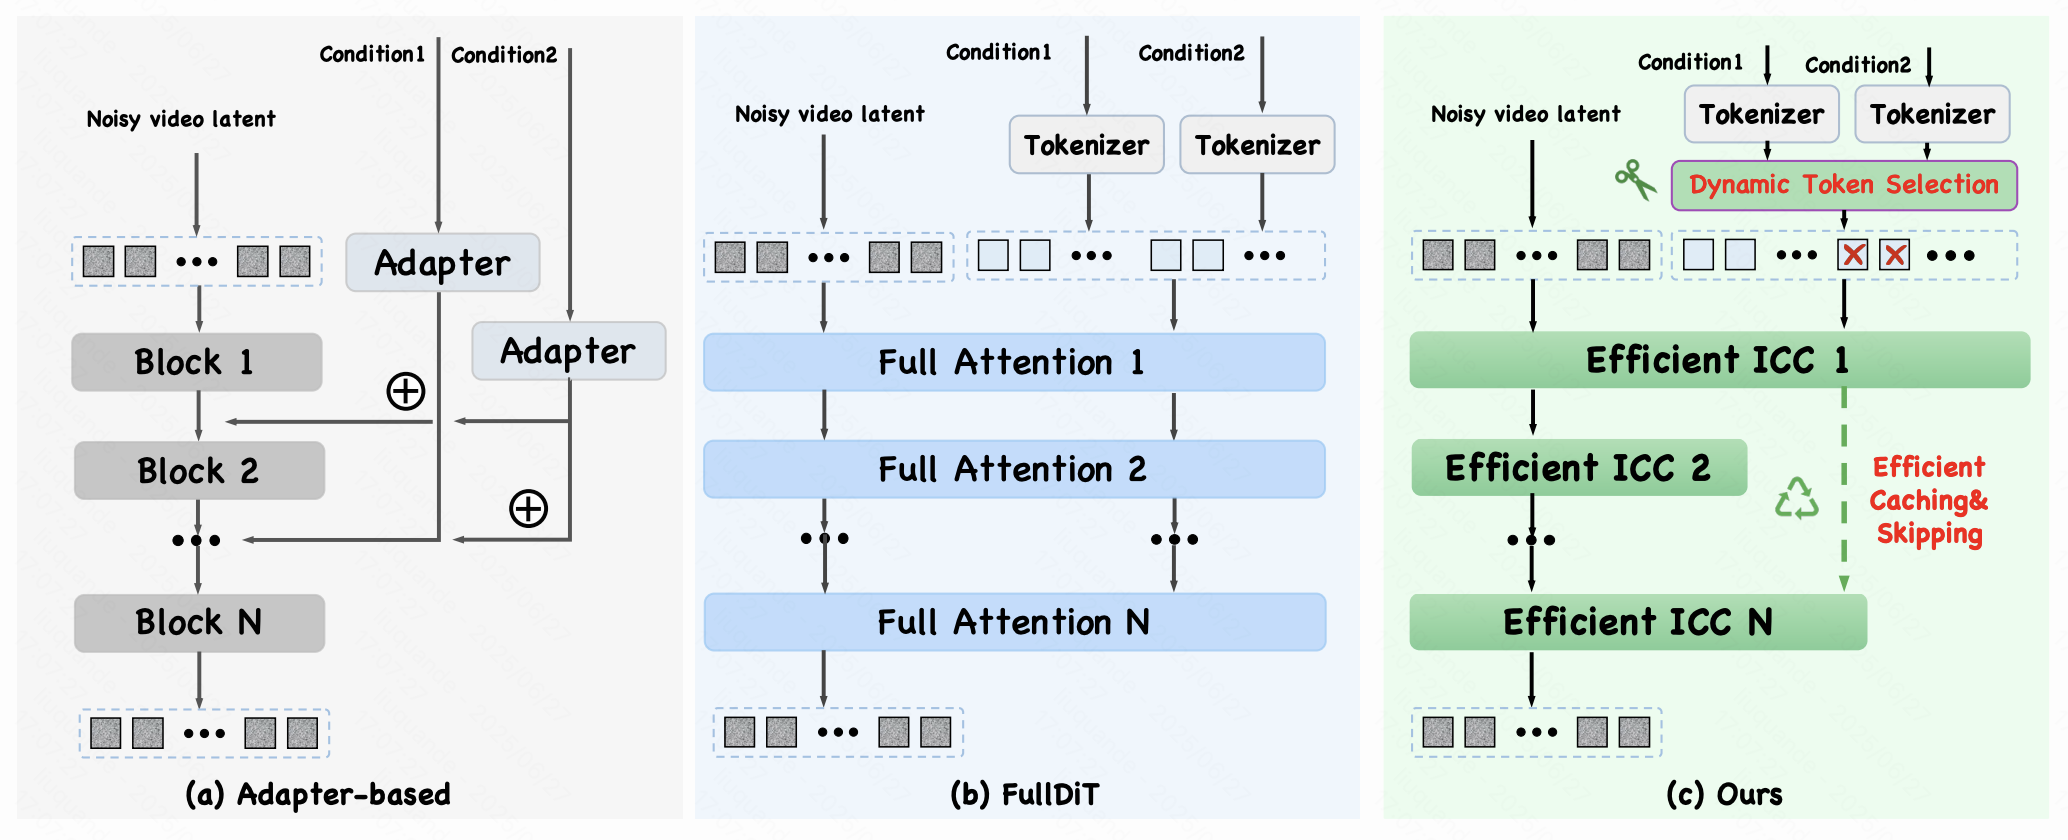 Condition1 Condition2
Noisy video latent
Adapter
Adapter
Block 1
Block 2
Block N
(a) Adapter-based
Condition1 Condition2
Noisy video latent
Tokenizer Tokenizer
Full Attention 1
Full Attention 2
Full Attention N
(b) FullDiT
Condition1 Condition2
Noisy video latent
Tokenizer Tokenizer
Dynamic Token Selection
Efficient ICC 1
Efficient ICC 2
Efficient
Caching&
Skipping
Efficient ICC N
(c) Ours